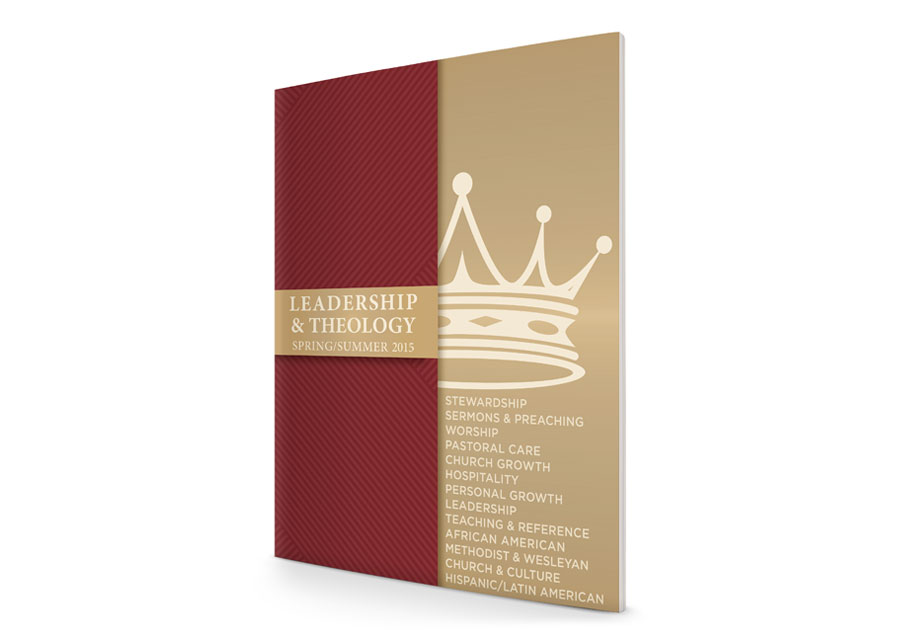 LEADERSHIP
& THEOLOGY
SPRING/SUMMER 2015
STEWARDSHIP
SERMONS & PREACHING
WORSHIP
PASTORAL CARE
CHURCH GROWTH
HOSPITALITY
PERSONAL GROWTH
LEADERSHIP
TEACHING & REFERENCE
AFRICAN AMERICAN
METHODIST & WESLEYAN
CHURCH & CULTURE
HISPANIC/LATIN AMERICAN